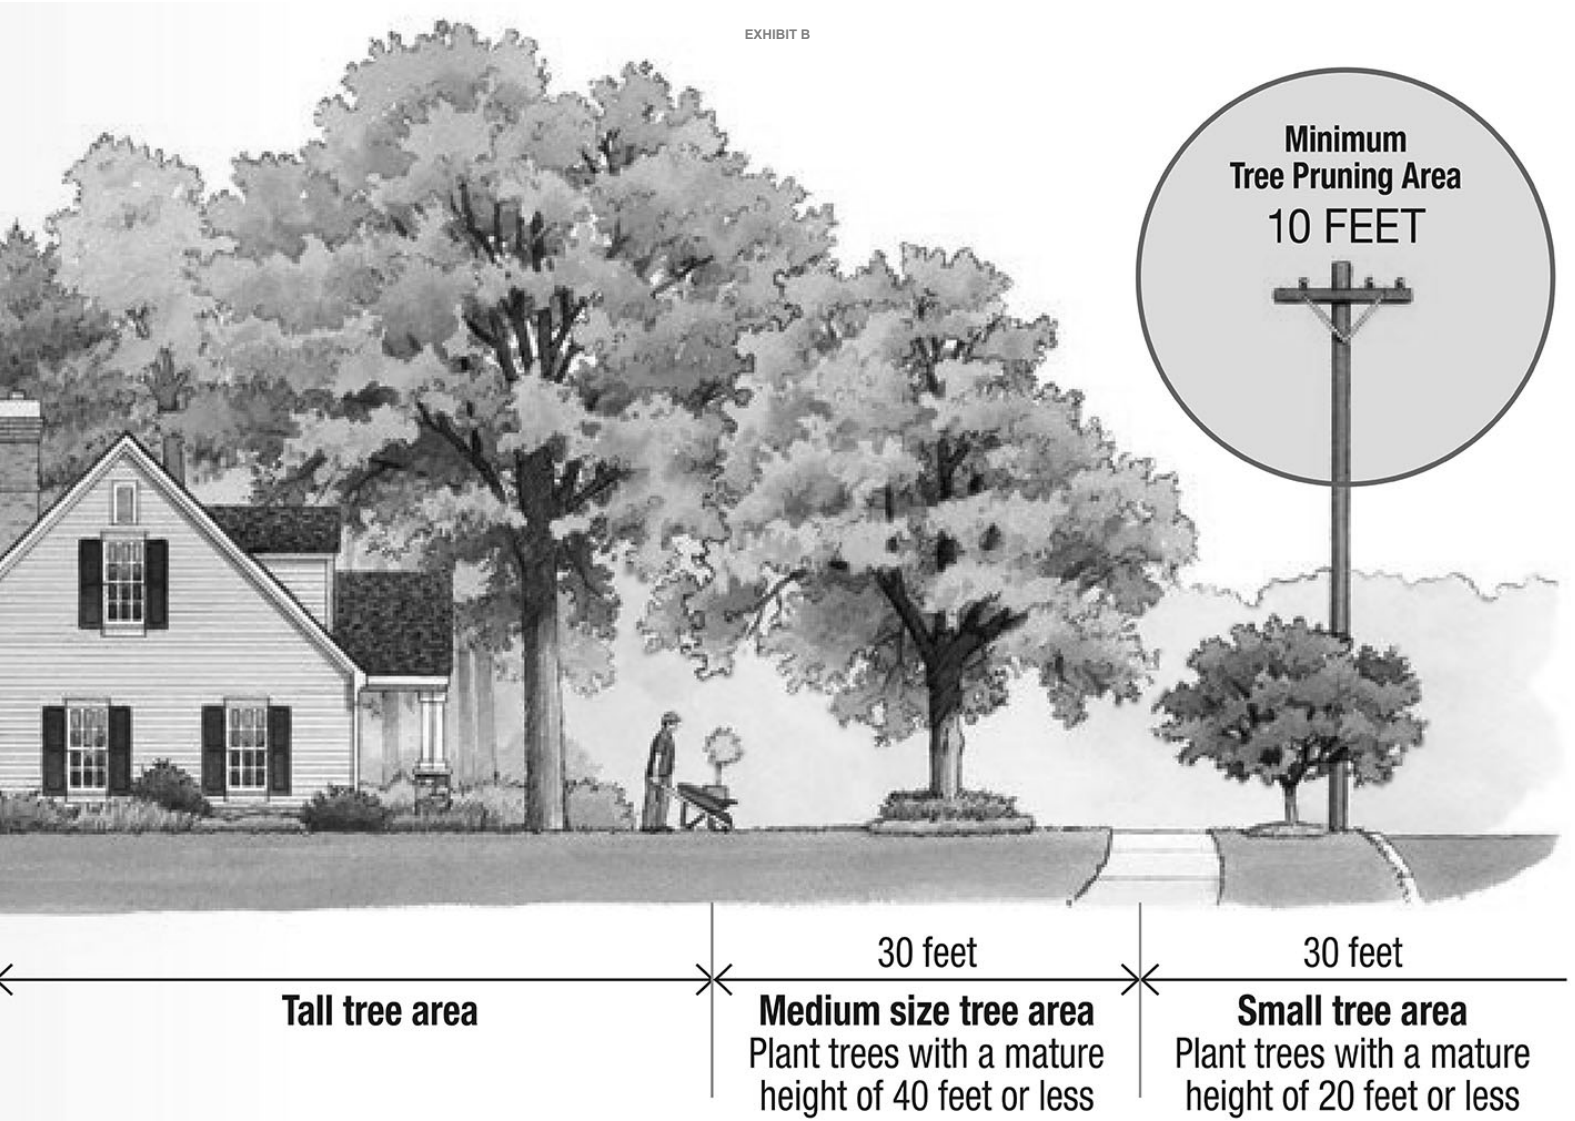 EXHIBIT B
Minimum
Tree Pruning Area
10 FEET
30 feet
30 feet
Tall tree area
Medium size tree area
Plant trees with a mature
height of 40 feet or less
Small tree area
Plant trees with a mature
height of 20 feet or less